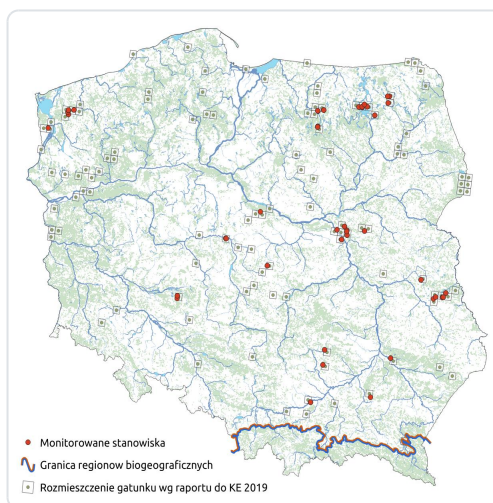 Monitorowane stanowiska
Granica regionow biogeograficznych
Rozmieszczenie gatunku wg raportu do KE 2019